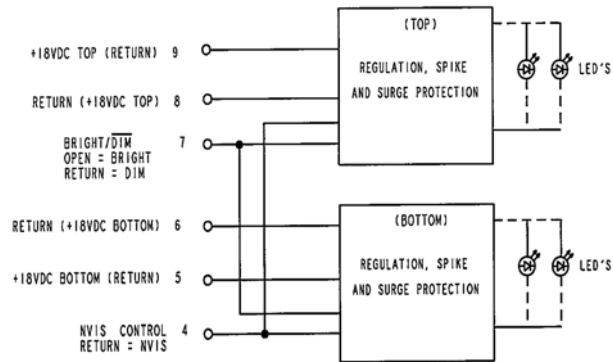 (TOP)
+18VDC TOP (RETURN) 9
REGULATION, SPIKE
AND SURGE PROTECTION
LED'S
RETURN (+18VDC TOP) 8
BRIGHT/DIM 7
OPEN = BRIGHT
RETURN = DIM
RETURN (+18VDC BOTTOM) 6
(BOTTOM)
+18VDC BOTTOM (RETURN) 5
REGULATION, SPIKE
AND SURGE PROTECTION
LED'S
NVIS CONTROL 4
RETURN = NVIS